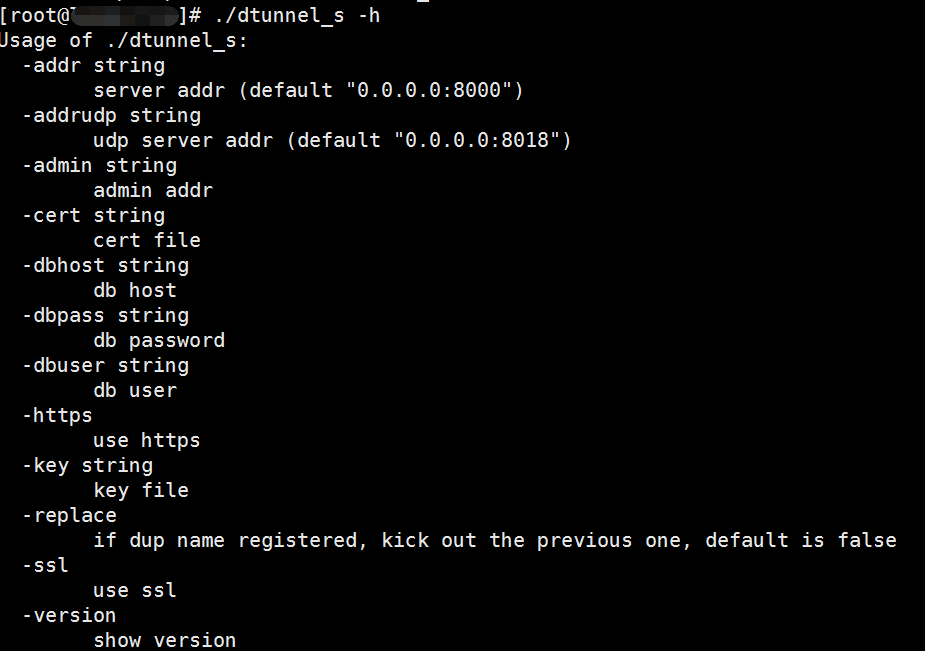 [root@ ]# ./dtunnel_s -h
Usage of ./dtunnel_s:
  -addr string
        server addr (default "0.0.0.0:8000")
  -addrudp string
        udp server addr (default "0.0.0.0:8018")
  -admin string
        admin addr
  -cert string
        cert file
  -dbhost string
        db host
  -dbpass string
        db password
  -dbuser string
        db user
  -https
        use https
  -key string
        key file
  -replace
        if dup name registered, kick out the previous one, default is false
  -ssl
        use ssl
  -version
        show version